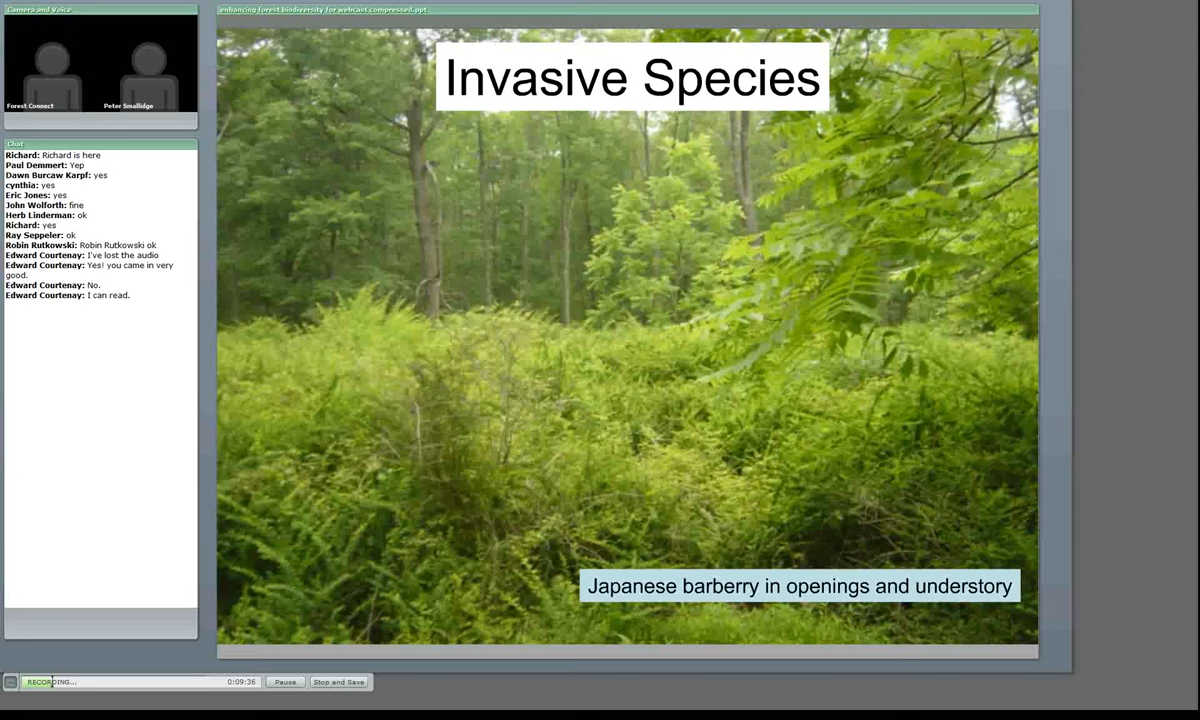 Camera and Voice
Forest Connect
Peter Smallidge
Chat
Richard: Richard is here
Paul Demmert: Yep
Dawn Burcaw Karpf: yes
cynthia: yes
Eric Jones: yes
John Wolforth: fine
Herb Linderman: ok
Richard: yes
Ray Seppeler: ok
Robin Rutkowski: Robin Rutkowski ok
Edward Courtenay: I've lost the audio
Edward Courtenay: Yes! you came in very
good.
Edward Courtenay: No.
Edward Courtenay: I can read.
enhancing forest biodiversity for webcast compressed.ppt
Invasive Species
Japanese barberry in openings and understory
RECORDING...
0:09:36
Pause
Stop and Save